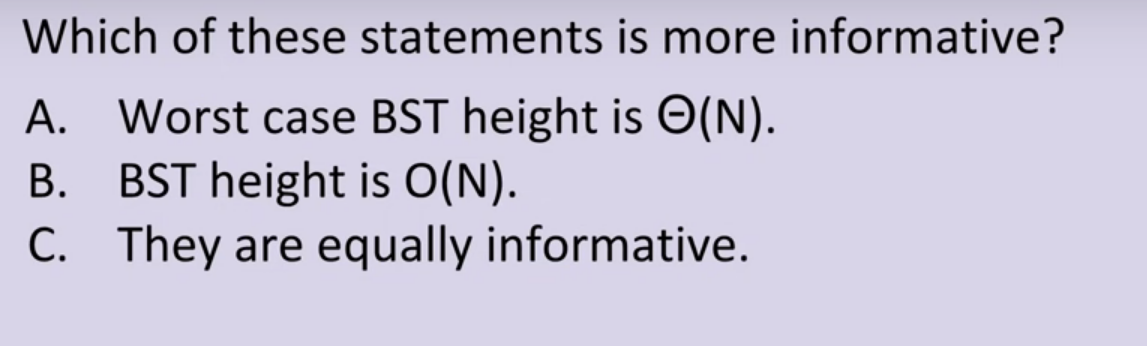 Which of these statements is more informative?
A. Worst case BST height is Θ(N).
B. BST height is O(N).
C. They are equally informative.